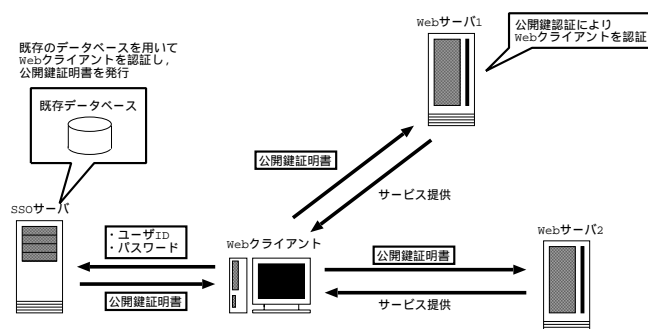 既存のデータベースを用いて
Webクライアントを認証し,
公開鍵証明書を発行
既存データベース
SSOサーバ
・ユーザID
・パスワード
公開鍵証明書
Webクライアント
公開鍵証明書
サービス提供
Webサーバ1
公開鍵認証により
Webクライアントを認証
公開鍵証明書
サービス提供
Webサーバ2